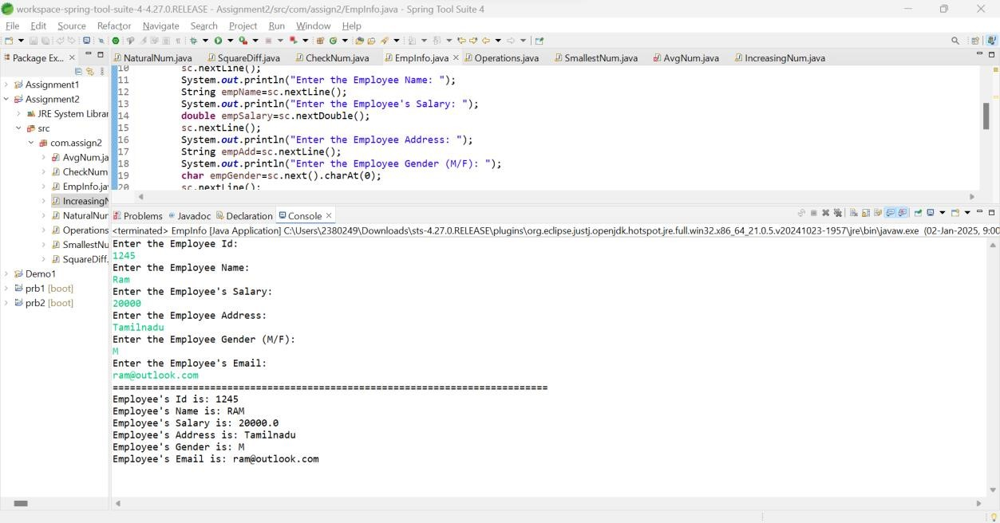 workspace-spring-tool-suite-4-4.27.0.RELEASE - Assignment2/src/com/assign2/EmpInfo.java - Spring Tool Suite 4
File Edit Source Refactor Navigate Search Project Run Window Help
Package Ex...
NaturalNum.java SquareDiff.java CheckNum.java EmpInfo.java Operations.java SmallestNum.java AvgNum.java IncreasingNum.java
Assignment1
Assignment2
JRE System Librar
src
com.assign2
AvgNum.ja
CheckNum
EmpInfo.jav
IncreasingN
NaturalNur
Operations
SmallestNu
SquareDiff.
Demo1
prb1 [boot]
prb2 [boot]
10 sc.nextLine();
11 System.out.println("Enter the Employee Name: ");
12 String empName=sc.nextLine();
13 System.out.println("Enter the Employee's Salary: ");
14 double empSalary=sc.nextDouble();
15 sc.nextLine();
16 System.out.println("Enter the Employee Address: ");
17 String empAdd=sc.nextLine();
18 System.out.println("Enter the Employee Gender (M/F): ");
19 char empGender=sc.next().charAt(0);
20 sc.nextLine();
Problems Javadoc Declaration Console
<terminated> EmpInfo [Java Application] C:\Users\2380249\Downloads\sts-4.27.0.RELEASE\plugins\org.eclipse.justj.openjdk.hotspot.jre.full.win32.x86_64_21.0.5.v20241023-1957\jre\bin\javaw.exe (02-Jan-2025, 9:00
Enter the Employee Id:
1245
Enter the Employee Name:
Ram
Enter the Employee's Salary:
20000
Enter the Employee Address:
Tamilnadu
Enter the Employee Gender (M/F):
M
Enter the Employee's Email:
ram@outlook.com
============================================================================
Employee's Id is: 1245
Employee's Name is: RAM
Employee's Salary is: 20000.0
Employee's Address is: Tamilnadu
Employee's Gender is: M
Employee's Email is: ram@outlook.com